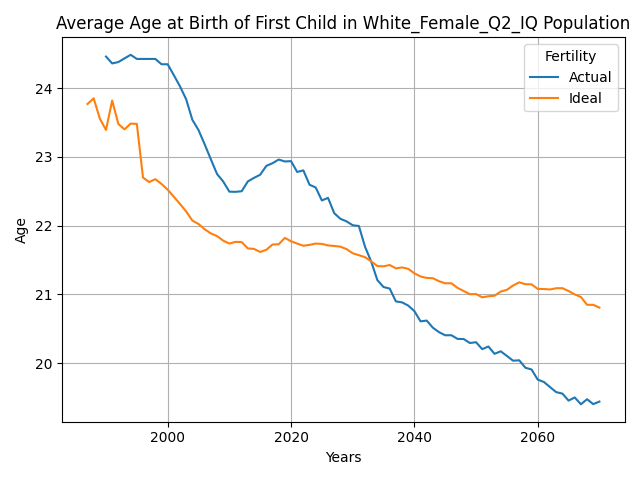 Average Age at Birth of First Child in White_Female_Q2_IQ Population
Fertility
Actual
Ideal
24
23
22
21
20
Age
2000
2020
2040
2060
Years